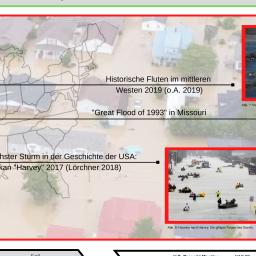 Historische Fluten im mittleren
Westen 2019 (o.A. 2019)
"Great Flood of 1993" in Missouri
hster Sturm in der Geschichte der USA:
kan "Harvey" 2017 (Lörchner 2018)